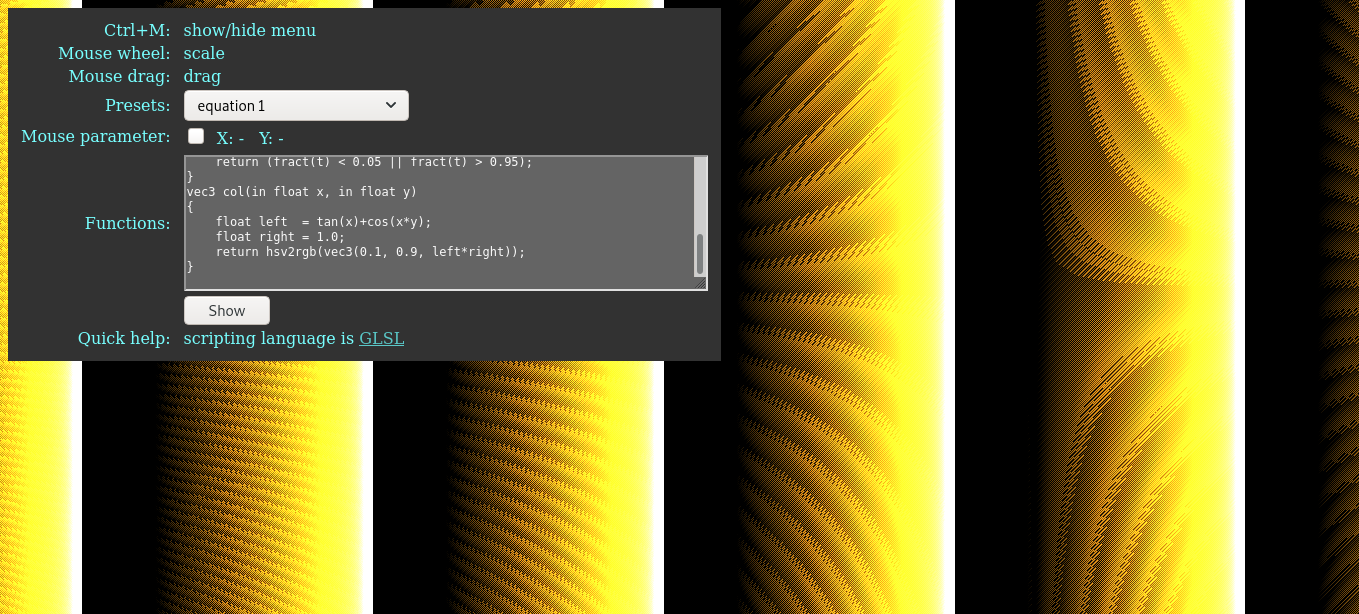 Ctrl+M: show/hide menu
Mouse wheel: scale
Mouse drag: drag
Presets: equation 1
Mouse parameter: X: - Y: -
Functions:
    return (fract(t) < 0.05 || fract(t) > 0.95);
}
vec3 col(in float x, in float y)
{
    float left  = tan(x)+cos(x*y);
    float right = 1.0;
    return hsv2rgb(vec3(0.1, 0.9, left*right));
}
Show
Quick help: scripting language is GLSL